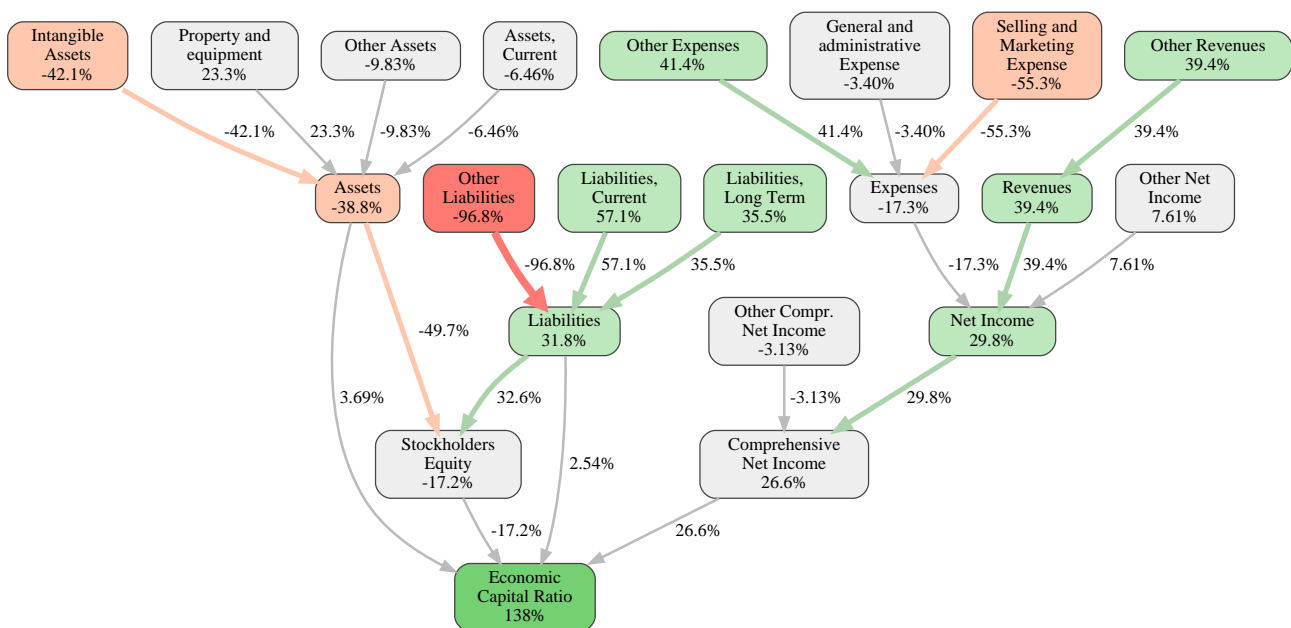 Intangible
Assets
-42.1%
Property and
equipment
23.3%
Other Assets
-9.83%
Assets,
Current
-6.46%
Other Expenses
41.4%
General and
administrative
Expense
-3.40%
Selling and
Marketing
Expense
-55.3%
Other Revenues
39.4%
-42.1%
23.3%
-9.83%
-6.46%
41.4%
-3.40%
-55.3%
39.4%
Assets
-38.8%
Other
Liabilities
-96.8%
Liabilities,
Current
57.1%
Liabilities,
Long Term
35.5%
Expenses
-17.3%
Revenues
39.4%
Other Net
Income
7.61%
-96.8%
57.1%
35.5%
-17.3%
39.4%
7.61%
-49.7%
Liabilities
31.8%
Other Compr.
Net Income
-3.13%
Net Income
29.8%
3.69%
32.6%
-3.13%
29.8%
Stockholders
Equity
-17.2%
2.54%
Comprehensive
Net Income
26.6%
-17.2%
26.6%
Economic
Capital Ratio
138%